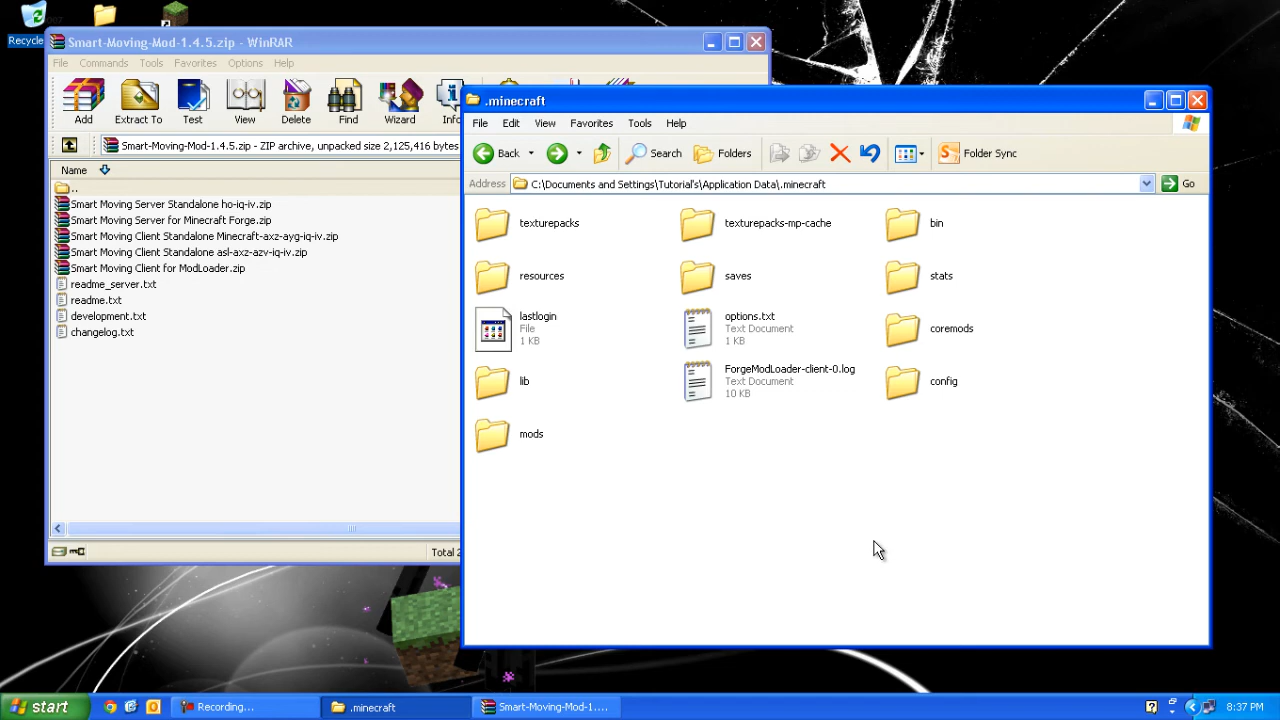 Recycle
Smart-Moving-Mod-1.4.5.zip - WinRAR
File Commands Tools Favorites Options Help
Add Extract To Test View Delete Find Wizard Info
Smart-Moving-Mod-1.4.5.zip - ZIP archive, unpacked size 2,125,416 bytes
Name
..
Smart Moving Server Standalone ho-iq-iv.zip
Smart Moving Server for Minecraft Forge.zip
Smart Moving Client Standalone Minecraft-axz-ayg-iq-iv.zip
Smart Moving Client Standalone asl-axz-azv-iq-iv.zip
Smart Moving Client for ModLoader.zip
readme_server.txt
readme.txt
development.txt
changelog.txt
Total 2
.minecraft
File Edit View Favorites Tools Help
Back Search Folders Folder Sync
Address C:\Documents and Settings\Tutorial's\Application Data\.minecraft Go
texturepacks texturepacks-mp-cache bin
resources saves stats
lastlogin
File
1 KB
options.txt
Text Document
1 KB
coremods
lib
ForgeModLoader-client-0.log
Text Document
10 KB
config
mods
start Recording... .minecraft Smart-Moving-Mod-1.... 8:37 PM